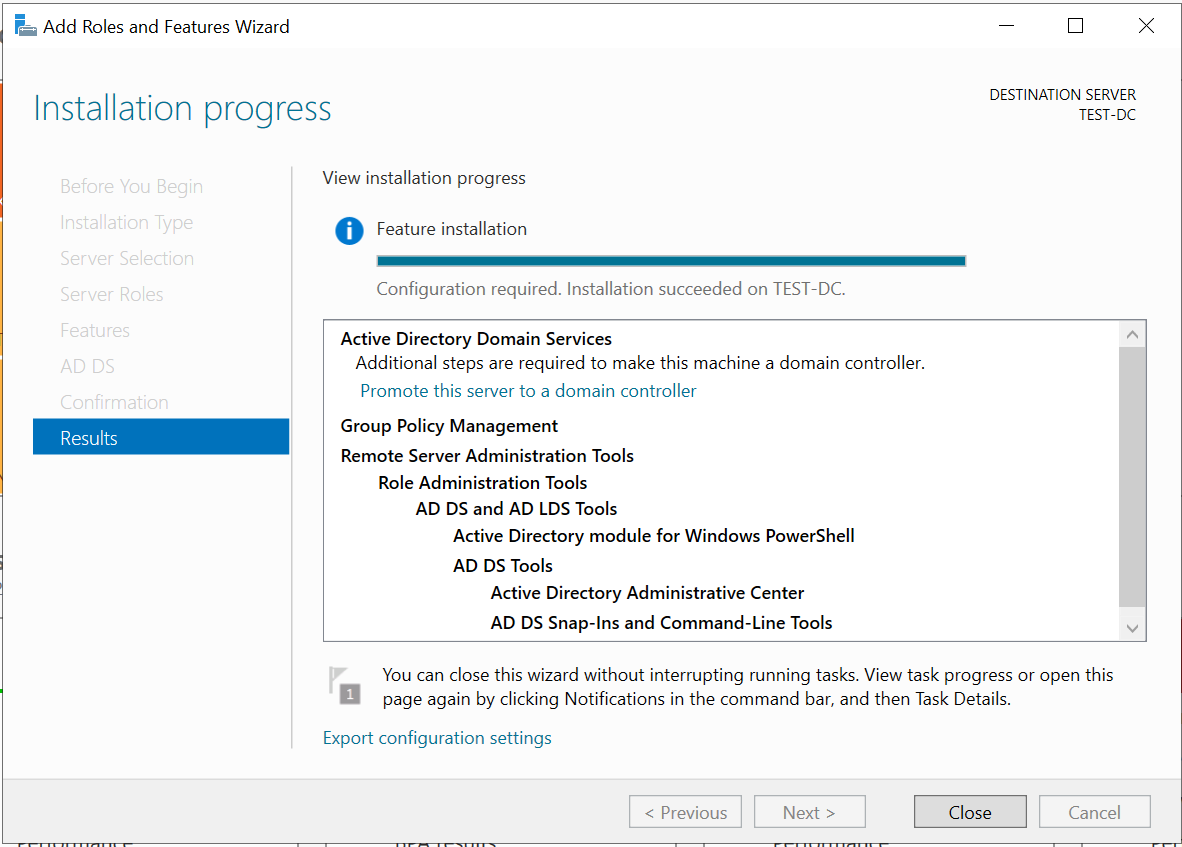 Add Roles and Features Wizard
Installation progress
DESTINATION SERVER
TEST-DC
Before You Begin
Installation Type
Server Selection
Server Roles
Features
AD DS
Confirmation
Results
View installation progress
Feature installation
Configuration required. Installation succeeded on TEST-DC.
Active Directory Domain Services
Additional steps are required to make this machine a domain controller.
Promote this server to a domain controller
Group Policy Management
Remote Server Administration Tools
Role Administration Tools
AD DS and AD LDS Tools
Active Directory module for Windows PowerShell
AD DS Tools
Active Directory Administrative Center
AD DS Snap-Ins and Command-Line Tools
1
You can close this wizard without interrupting running tasks. View task progress or open this
page again by clicking Notifications in the command bar, and then Task Details.
Export configuration settings
< Previous
Next >
Close
Cancel
Performance
BPA results
Performance